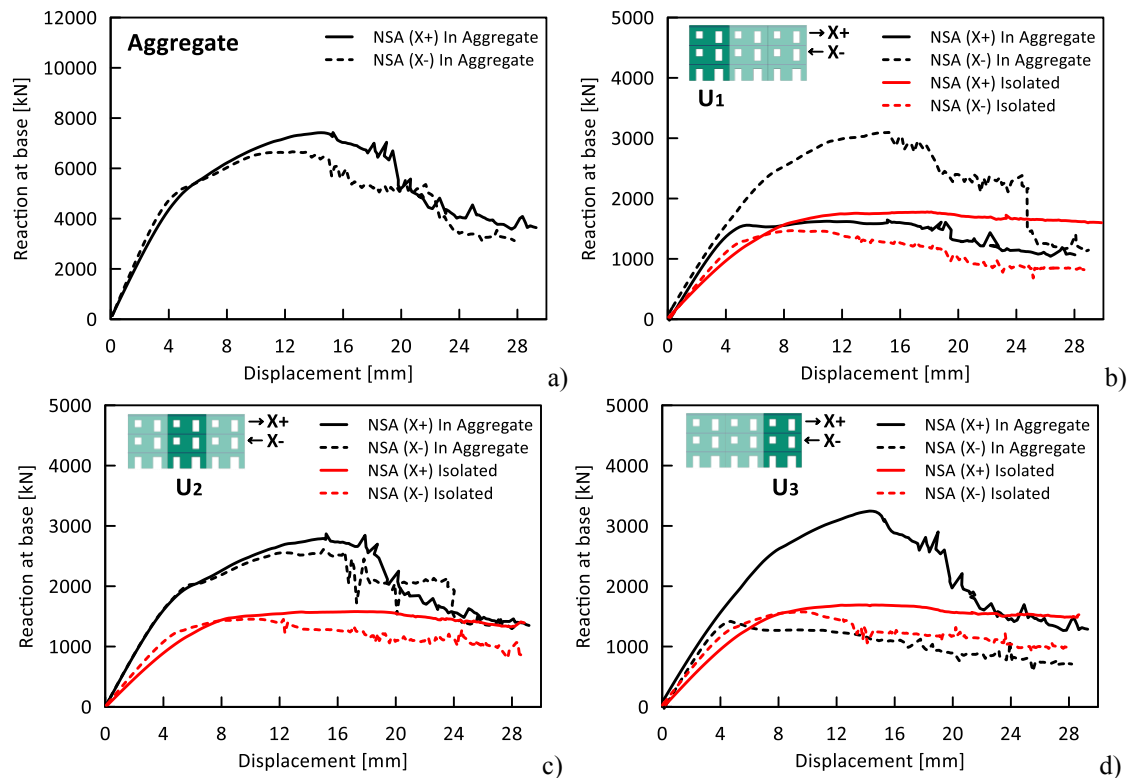 Aggregate
NSA (X+) In Aggregate
NSA (X-) In Aggregate
Reaction at base [kN]
12000
10000
8000
6000
4000
2000
0
0 4 8 12 16 20 24 28
Displacement [mm]
a)
X+
X-
U1
NSA (X+) In Aggregate
NSA (X-) In Aggregate
NSA (X+) Isolated
NSA (X-) Isolated
Reaction at base [kN]
5000
4000
3000
2000
1000
0
0 4 8 12 16 20 24 28
Displacement [mm]
b)
X+
X-
U2
NSA (X+) In Aggregate
NSA (X-) In Aggregate
NSA (X+) Isolated
NSA (X-) Isolated
Reaction at base [kN]
5000
4000
3000
2000
1000
0
0 4 8 12 16 20 24 28
Displacement [mm]
c)
X+
X-
U3
NSA (X+) In Aggregate
NSA (X-) In Aggregate
NSA (X+) Isolated
NSA (X-) Isolated
Reaction at base [kN]
5000
4000
3000
2000
1000
0
0 4 8 12 16 20 24 28
Displacement [mm]
d)